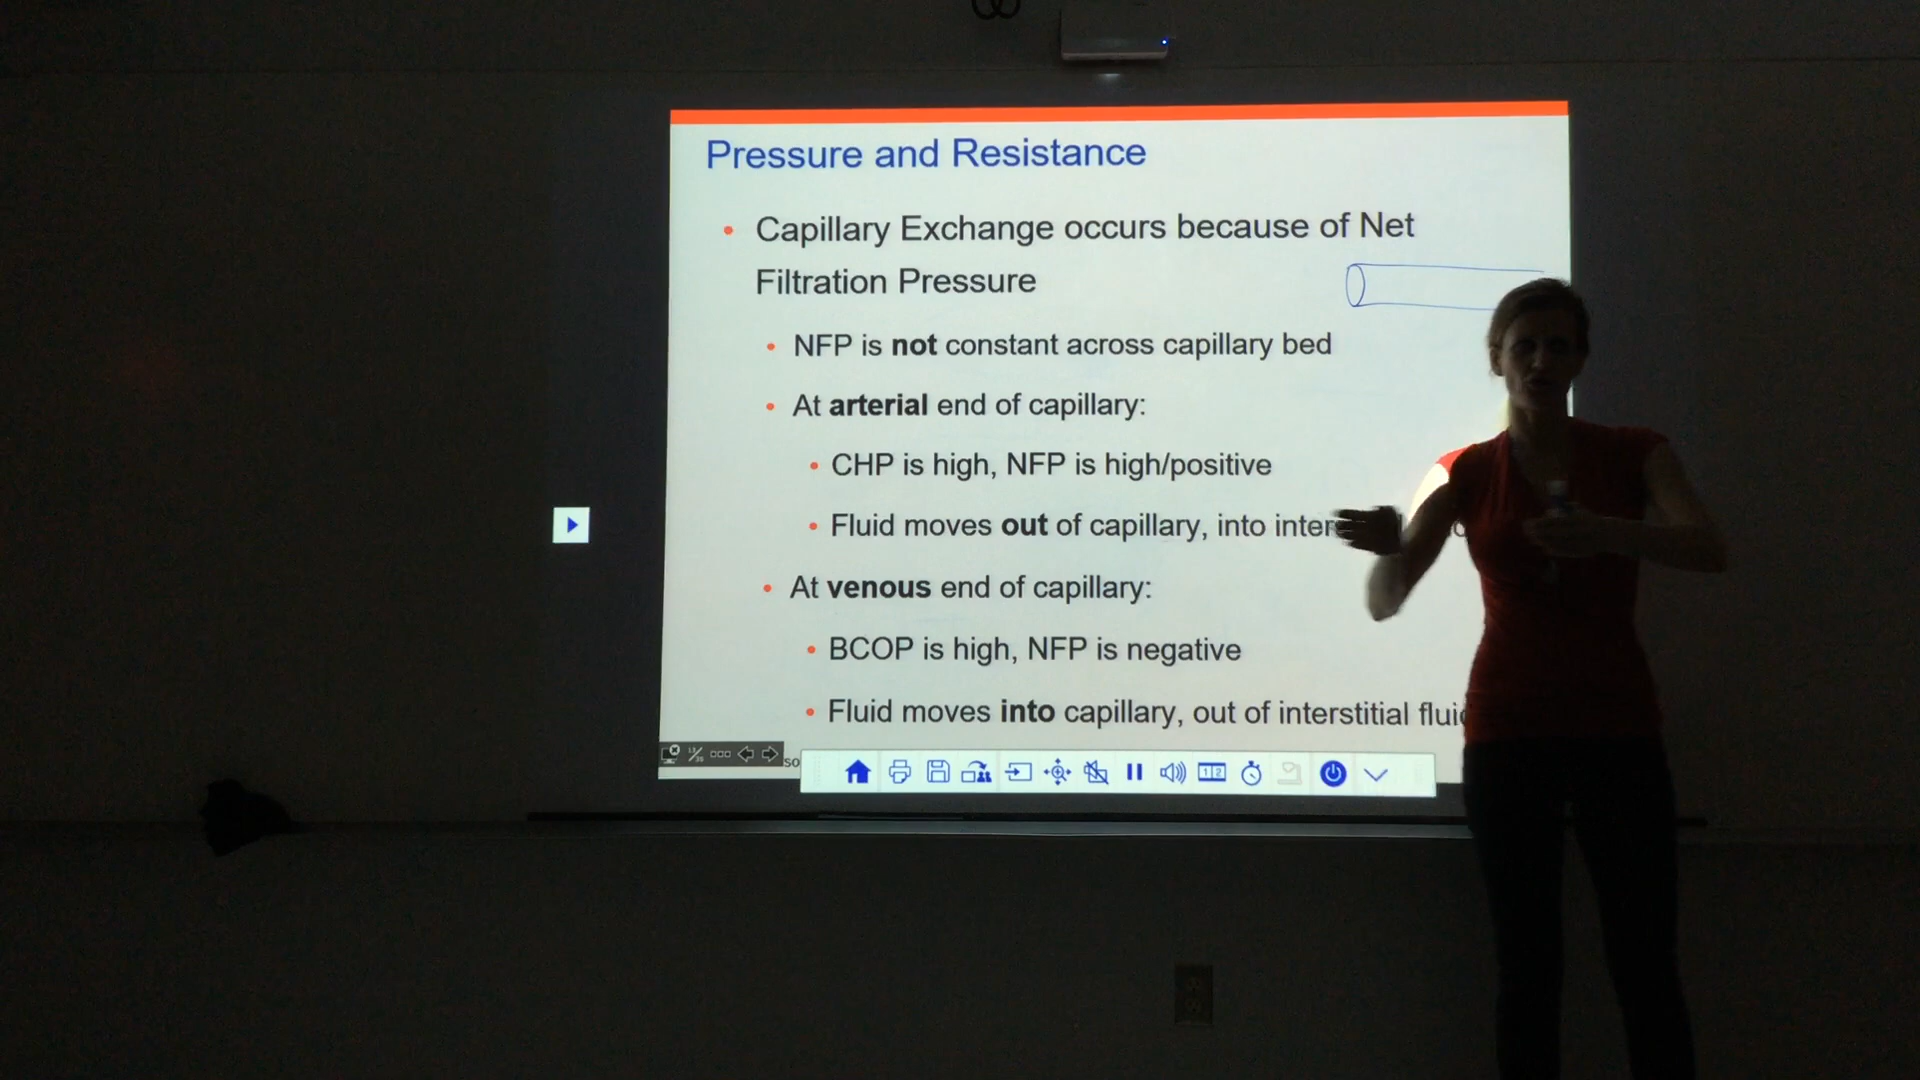 Pressure and Resistance
Capillary Exchange occurs because of Net
Filtration Pressure
NFP is not constant across capillary bed
At arterial end of capillary:
CHP is high, NFP is high/positive
Fluid moves out of capillary, into
At venous end of capillary:
BCOP is high, NFP is negative
Fluid moves into capillary, out of interstitial fluid